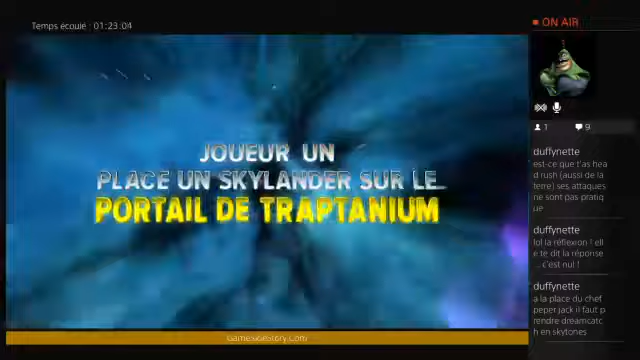 Temps écoulé : 01:23:04
ON AIR
JOUEUR UN
PLACE UN SKYLANDER SUR LE
PORTAIL DE TRAPTANIUM
1
9
duffynette
est-ce que t'as hea
d rush (aussi de la
terre) ses attaques
ne sont pas pratiq
ue
duffynette
lol la réflexion ! ell
e te dit la réponse
... c'est nul !
duffynette
a la place du chef
peper jack il faut p
rendre dreamcatc
h en skytones
GameSideStory.Com